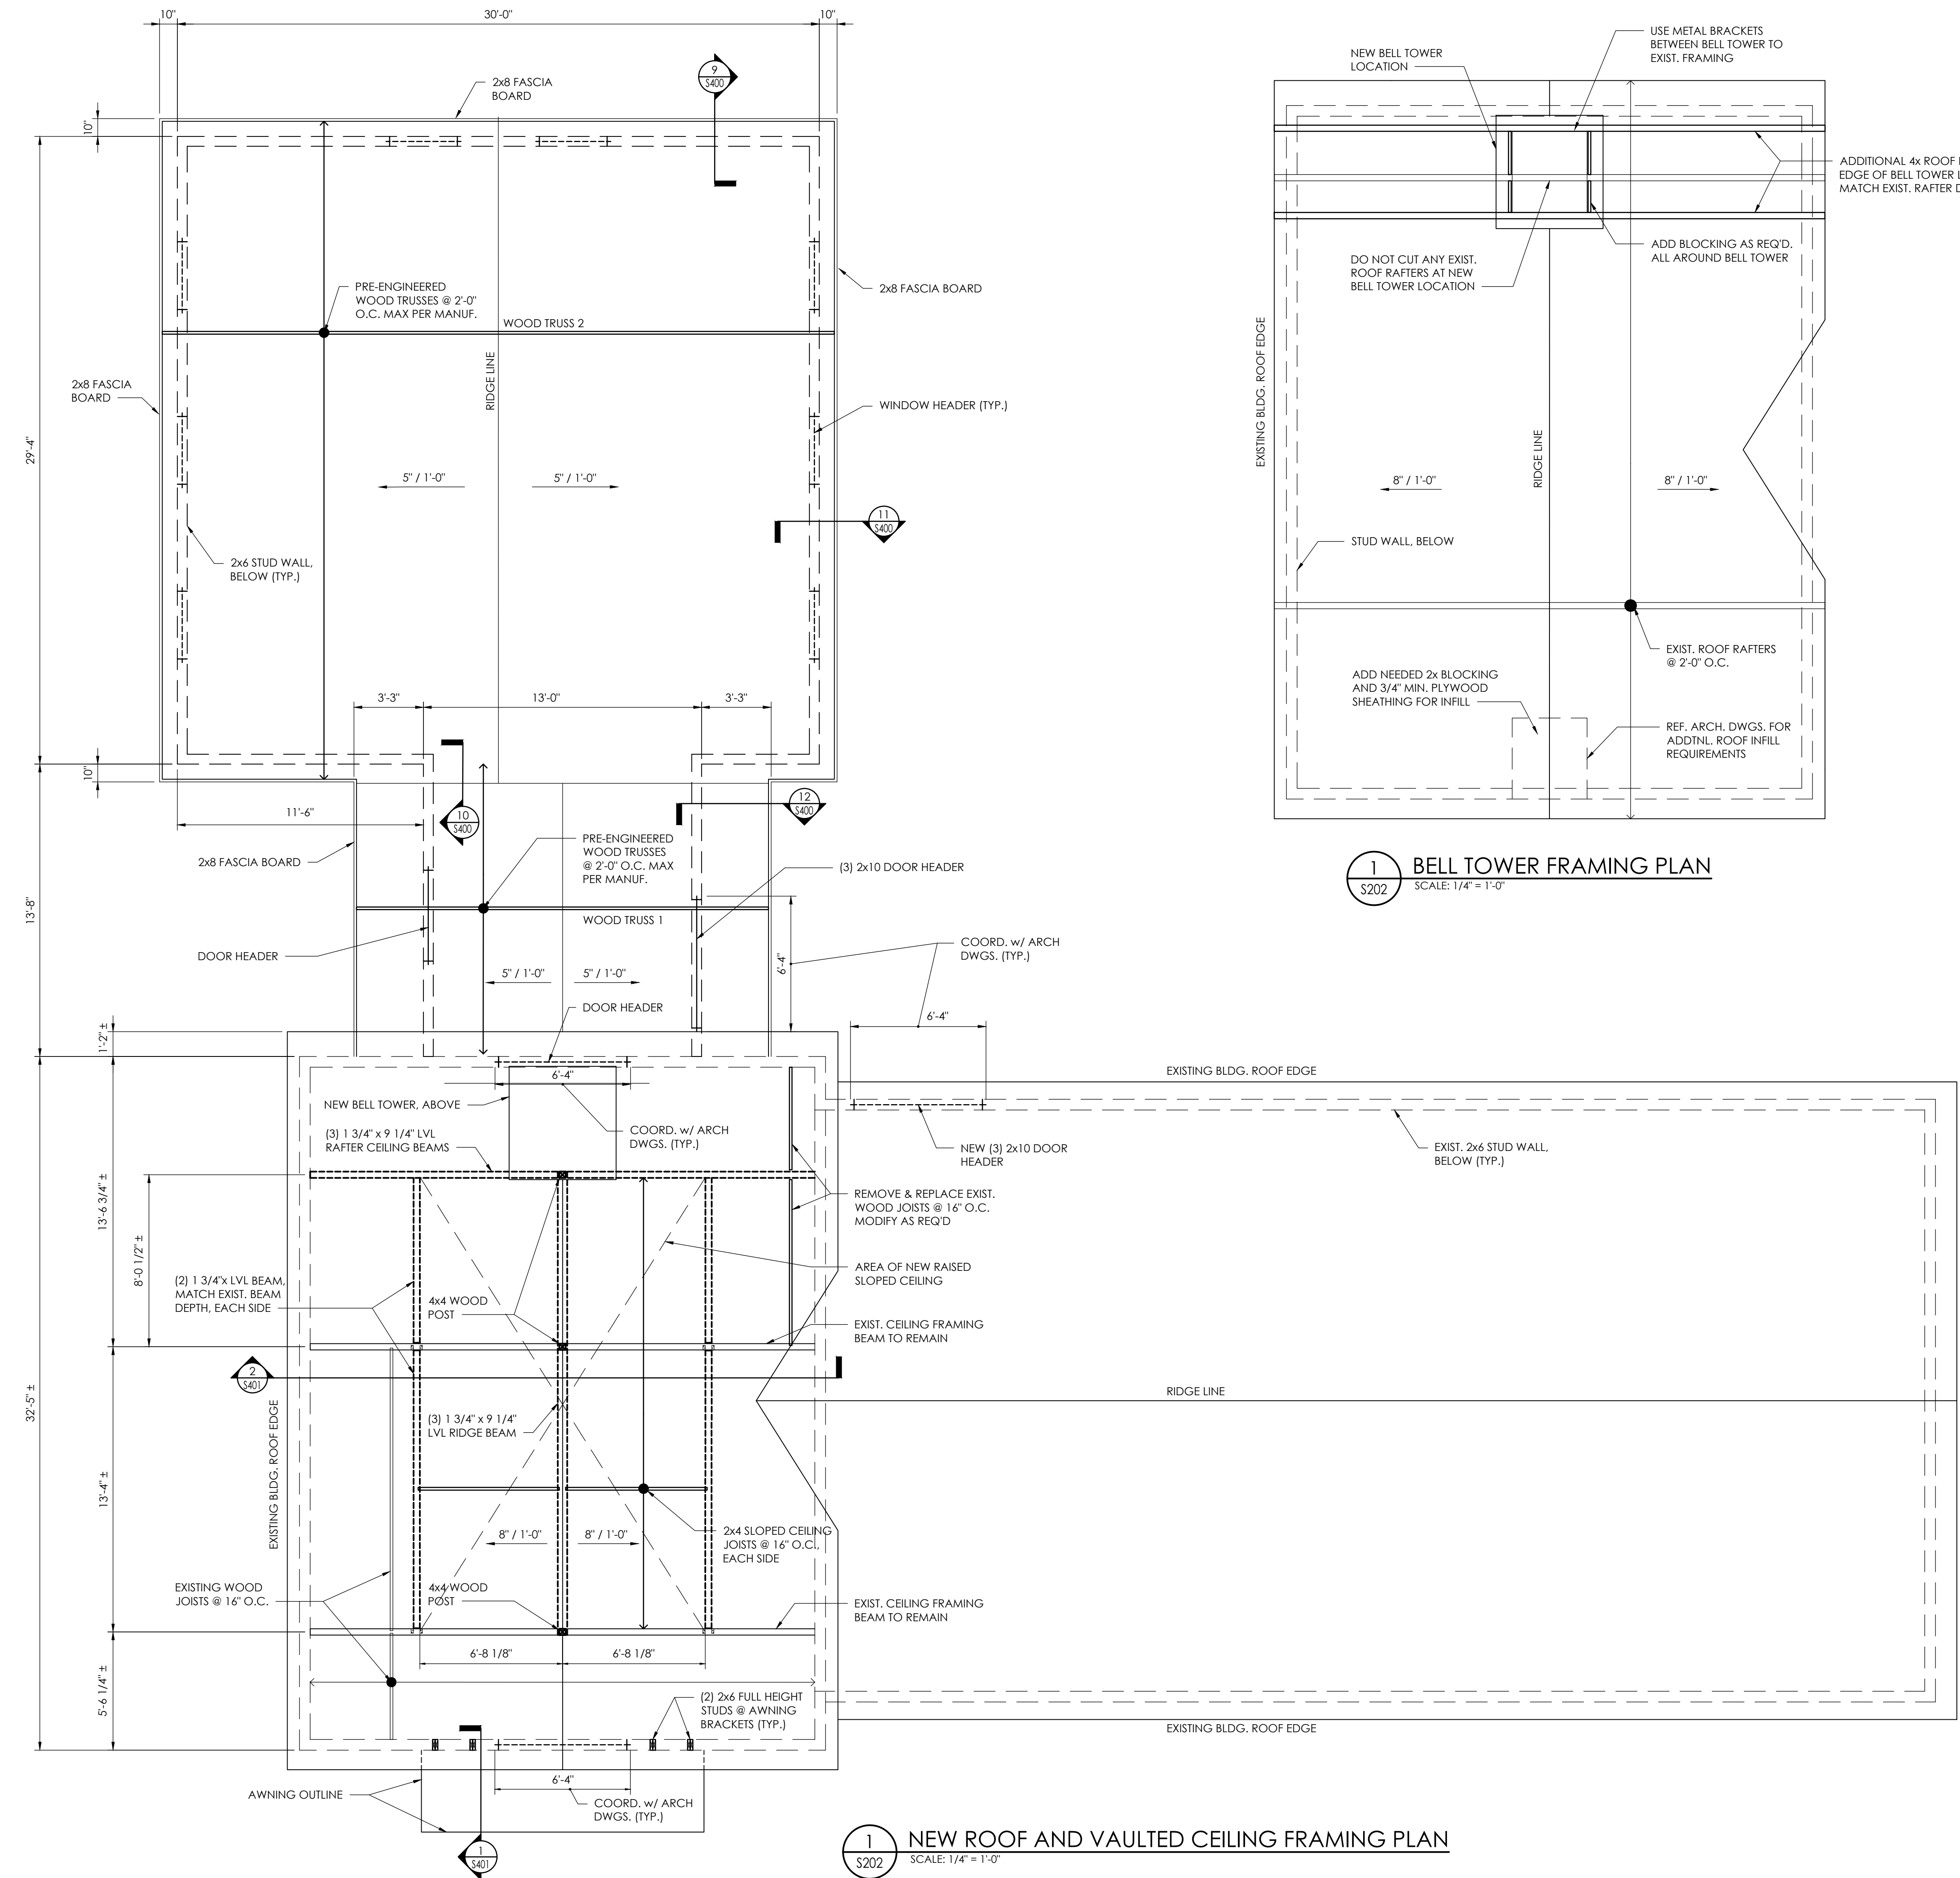 10"
30'-0"
10"
9
S400
2x8 FASCIA
BOARD
10"
PRE-ENGINEERED
WOOD TRUSSES @ 2'-0"
O.C. MAX PER MANUF.
WOOD TRUSS 2
2x8 FASCIA BOARD
RIDGE LINE
2x8 FASCIA
BOARD
WINDOW HEADER (TYP.)
29'-4"
5" / 1'-0"
5" / 1'-0"
11
S400
2x6 STUD WALL,
BELOW (TYP.)
3'-3"
13'-0"
3'-3"
10"
11'-6"
10
S400
12
S400
2x8 FASCIA BOARD
PRE-ENGINEERED
WOOD TRUSSES
@ 2'-0" O.C. MAX
PER MANUF.
(3) 2x10 DOOR HEADER
13'-8"
WOOD TRUSS 1
DOOR HEADER
6'-4"
COORD. w/ ARCH
DWGS. (TYP.)
5" / 1'-0"
5" / 1'-0"
DOOR HEADER
6'-4"
1'-2" ±
6'-4"
EXISTING BLDG. ROOF EDGE
NEW BELL TOWER, ABOVE
(3) 1 3/4" x 9 1/4" LVL
RAFTER CEILING BEAMS
COORD. w/ ARCH
DWGS. (TYP.)
NEW (3) 2x10 DOOR
HEADER
EXIST. 2x6 STUD WALL,
BELOW (TYP.)
13'-6 3/4" ±
8'-0 1/2" ±
REMOVE & REPLACE EXIST.
WOOD JOISTS @ 16" O.C.
MODIFY AS REQ'D
AREA OF NEW RAISED
SLOPED CEILING
(2) 1 3/4"x LVL BEAM,
MATCH EXIST. BEAM
DEPTH, EACH SIDE
4x4 WOOD
POST
EXIST. CEILING FRAMING
BEAM TO REMAIN
2
S401
RIDGE LINE
32'-5" ±
EXISTING BLDG. ROOF EDGE
(3) 1 3/4" x 9 1/4"
LVL RIDGE BEAM
13'-4" ±
8" / 1'-0"
8" / 1'-0"
2x4 SLOPED CEILING
JOISTS @ 16" O.C.,
EACH SIDE
EXISTING WOOD
JOISTS @ 16" O.C.
4x4 WOOD
POST
EXIST. CEILING FRAMING
BEAM TO REMAIN
6'-8 1/8"
6'-8 1/8"
5'-6 1/4" ±
(2) 2x6 FULL HEIGHT
STUDS @ AWNING
BRACKETS (TYP.)
EXISTING BLDG. ROOF EDGE
6'-4"
AWNING OUTLINE
COORD. w/ ARCH
DWGS. (TYP.)
1
S401
1
S202
NEW ROOF AND VAULTED CEILING FRAMING PLAN
SCALE: 1/4" = 1'-0"
USE METAL BRACKETS
BETWEEN BELL TOWER TO
EXIST. FRAMING
NEW BELL TOWER
LOCATION
ADDITIONAL 4x ROOF
EDGE OF BELL TOWER
MATCH EXIST. RAFTER
ADD BLOCKING AS REQ'D.
ALL AROUND BELL TOWER
DO NOT CUT ANY EXIST.
ROOF RAFTERS AT NEW
BELL TOWER LOCATION
EXISTING BLDG. ROOF EDGE
RIDGE LINE
8" / 1'-0"
8" / 1'-0"
STUD WALL, BELOW
EXIST. ROOF RAFTERS
@ 2'-0" O.C.
ADD NEEDED 2x BLOCKING
AND 3/4" MIN. PLYWOOD
SHEATHING FOR INFILL
REF. ARCH. DWGS. FOR
ADDTNL. ROOF INFILL
REQUIREMENTS
1
S202
BELL TOWER FRAMING PLAN
SCALE: 1/4" = 1'-0"